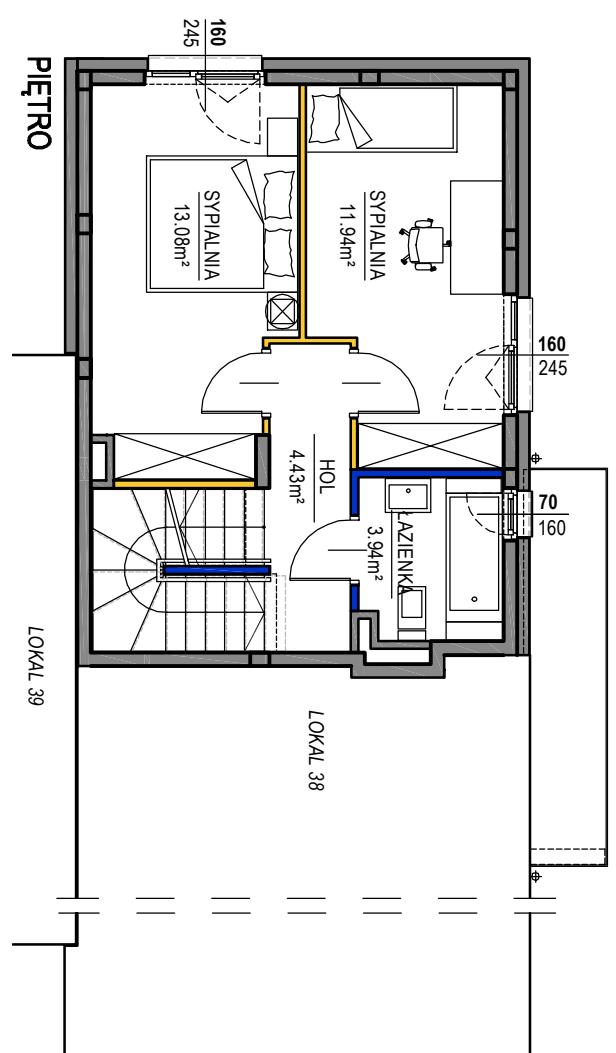 160
245
PIĘTRO
SYPIALNIA
13.08m²
SYPIALNIA
11.94m²
160
245
HOL
4.43m²
70
160
ŁAZIENKA
3.94m²
LOKAL 39
LOKAL 38